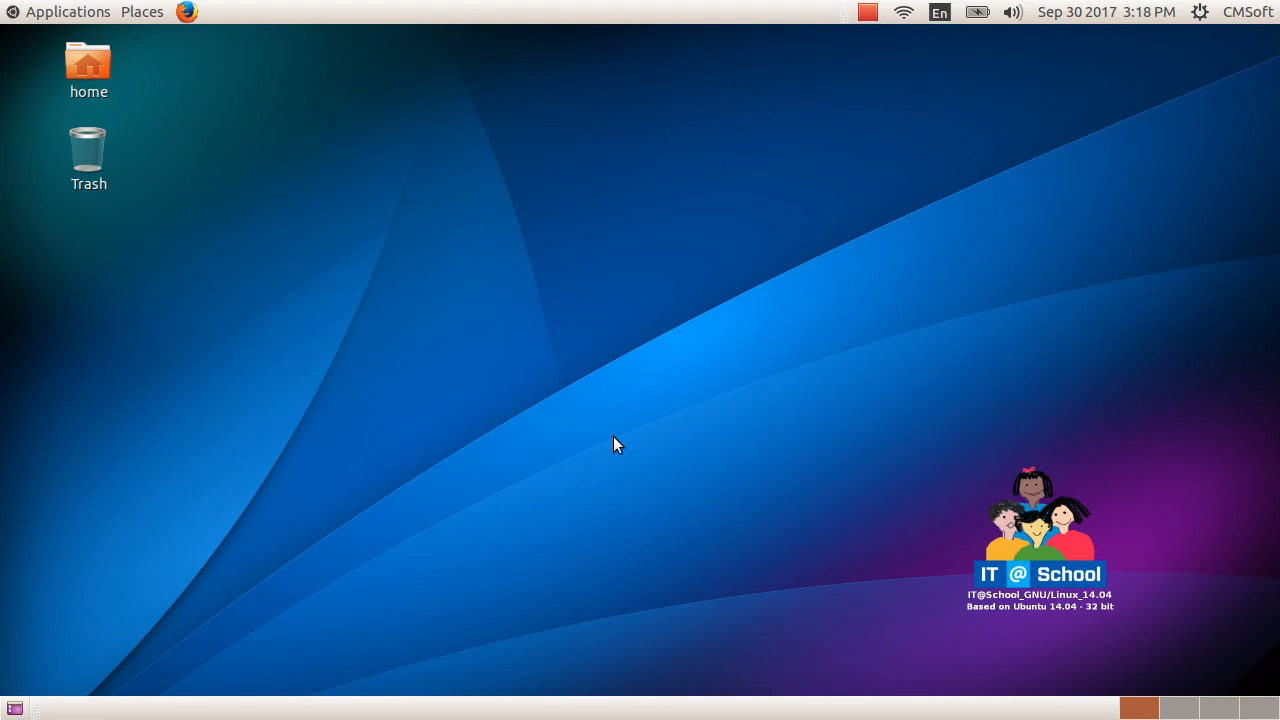 Applications Places En Sep 30 2017 3:18 PM CMSoft
home
Trash
IT @ School
IT@School_GNU/Linux_14.04
Based on Ubuntu 14.04 - 32 bit